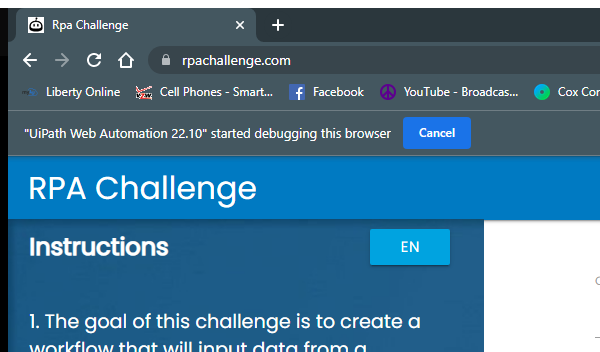 Rpa Challenge
rpachallenge.com
Liberty Online Cell Phones - Smart... Facebook YouTube - Broadcas... Cox Cor
"UiPath Web Automation 22.10" started debugging this browser Cancel
RPA Challenge
Instructions EN
1. The goal of this challenge is to create a
workflow that will input data from a